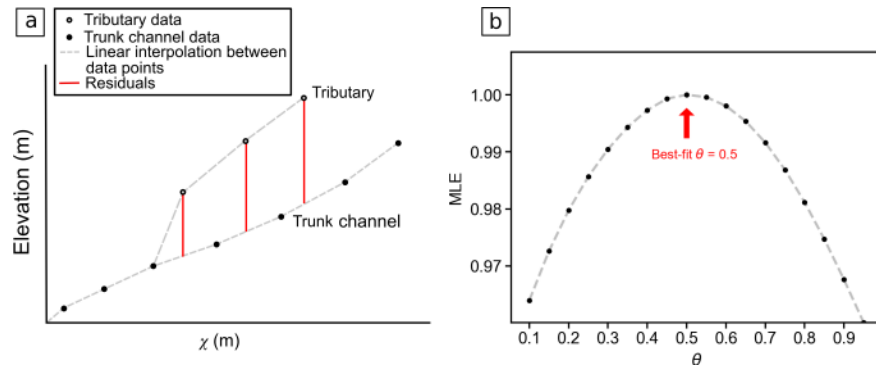 a
Tributary data
Trunk channel data
Linear interpolation between
data points
Residuals
Tributary
Trunk channel
Elevation (m)
χ (m)
b
1.00
0.99
0.98
0.97
MLE
Best-fit θ = 0.5
0.1 0.2 0.3 0.4 0.5 0.6 0.7 0.8 0.9
θ